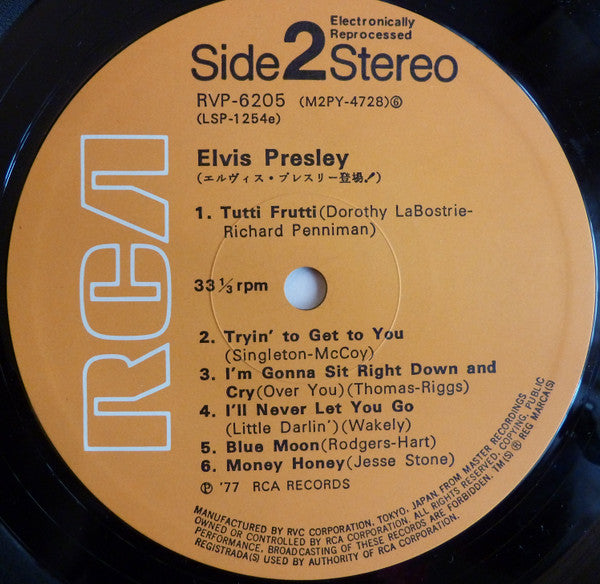 Electronically
Reprocessed
Side 2 Stereo
RVP-6205 (M2PY-4728)⑥
(LSP-1254e)
RCA
Elvis Presley
(エルヴィス・プレスリー登場!)
1. Tutti Frutti (Dorothy LaBostrie-
Richard Penniman)
33⅓ rpm
2. Tryin' to Get to You
(Singleton-McCoy)
3. I'm Gonna Sit Right Down and
Cry (Over You) (Thomas-Riggs)
4. I'll Never Let You Go
(Little Darlin') (Wakely)
5. Blue Moon (Rodgers-Hart)
6. Money Honey (Jesse Stone)
℗ '77 RCA RECORDS
MANUFACTURED BY RVC CORPORATION, TOKYO, JAPAN, FROM MASTER RECORDINGS
OWNED OR CONTROLLED BY RCA CORPORATION. ALL RIGHTS RESERVED. COPYING, PUBLIC
PERFORMANCE, BROADCASTING OF THESE RECORDS ARE FORBIDDEN. TM(S) ® REG MARCA(S)
REGISTRADA(S) USED BY AUTHORITY OF RCA CORPORATION.